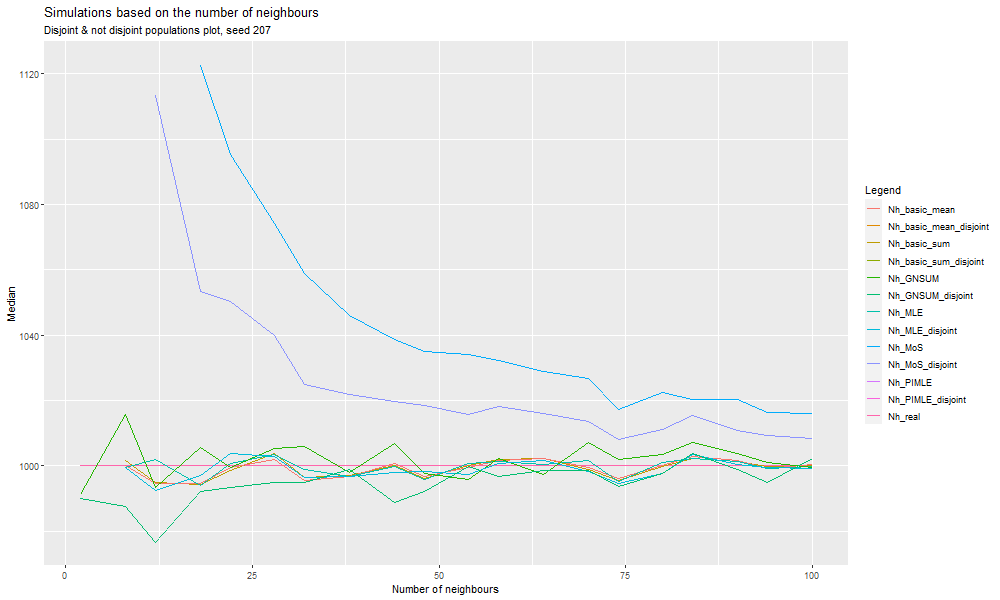 Simulations based on the number of neighbours
Disjoint & not disjoint populations plot, seed 207
Median
1120
1080
1040
1000
0
25
50
75
100
Number of neighbours
Legend
Nh_basic_mean
Nh_basic_mean_disjoint
Nh_basic_sum
Nh_basic_sum_disjoint
Nh_GNSUM
Nh_GNSUM_disjoint
Nh_MLE
Nh_MLE_disjoint
Nh_MoS
Nh_MoS_disjoint
Nh_PIMLE
Nh_PIMLE_disjoint
Nh_real